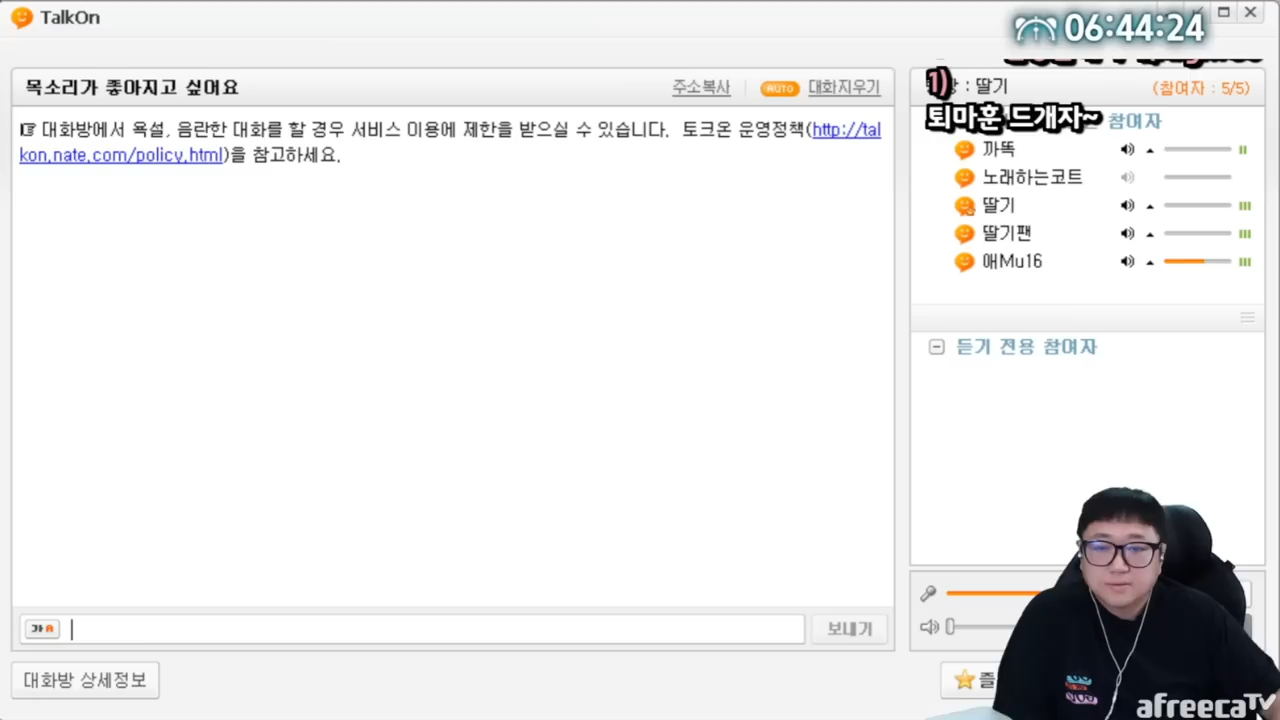 TalkOn
06:44:24
목소리가 좋아지고 싶어요
주소복사
AUTO
대화지우기
1)
: 딸기
(참여자 : 5/5)
퇴마훈 드개자~
참여자
☞ 대화방에서 욕설, 음란한 대화를 할 경우 서비스 이용에 제한을 받으실 수 있습니다. 토크온 운영정책(http://tal
kon.nate.com/policy.html)을 참고하세요.
까똑
노래하는코트
딸기
딸기팬
애Mu16
듣기 전용 참여자
가A
보내기
대화방 상세정보
즐
afreecaTV